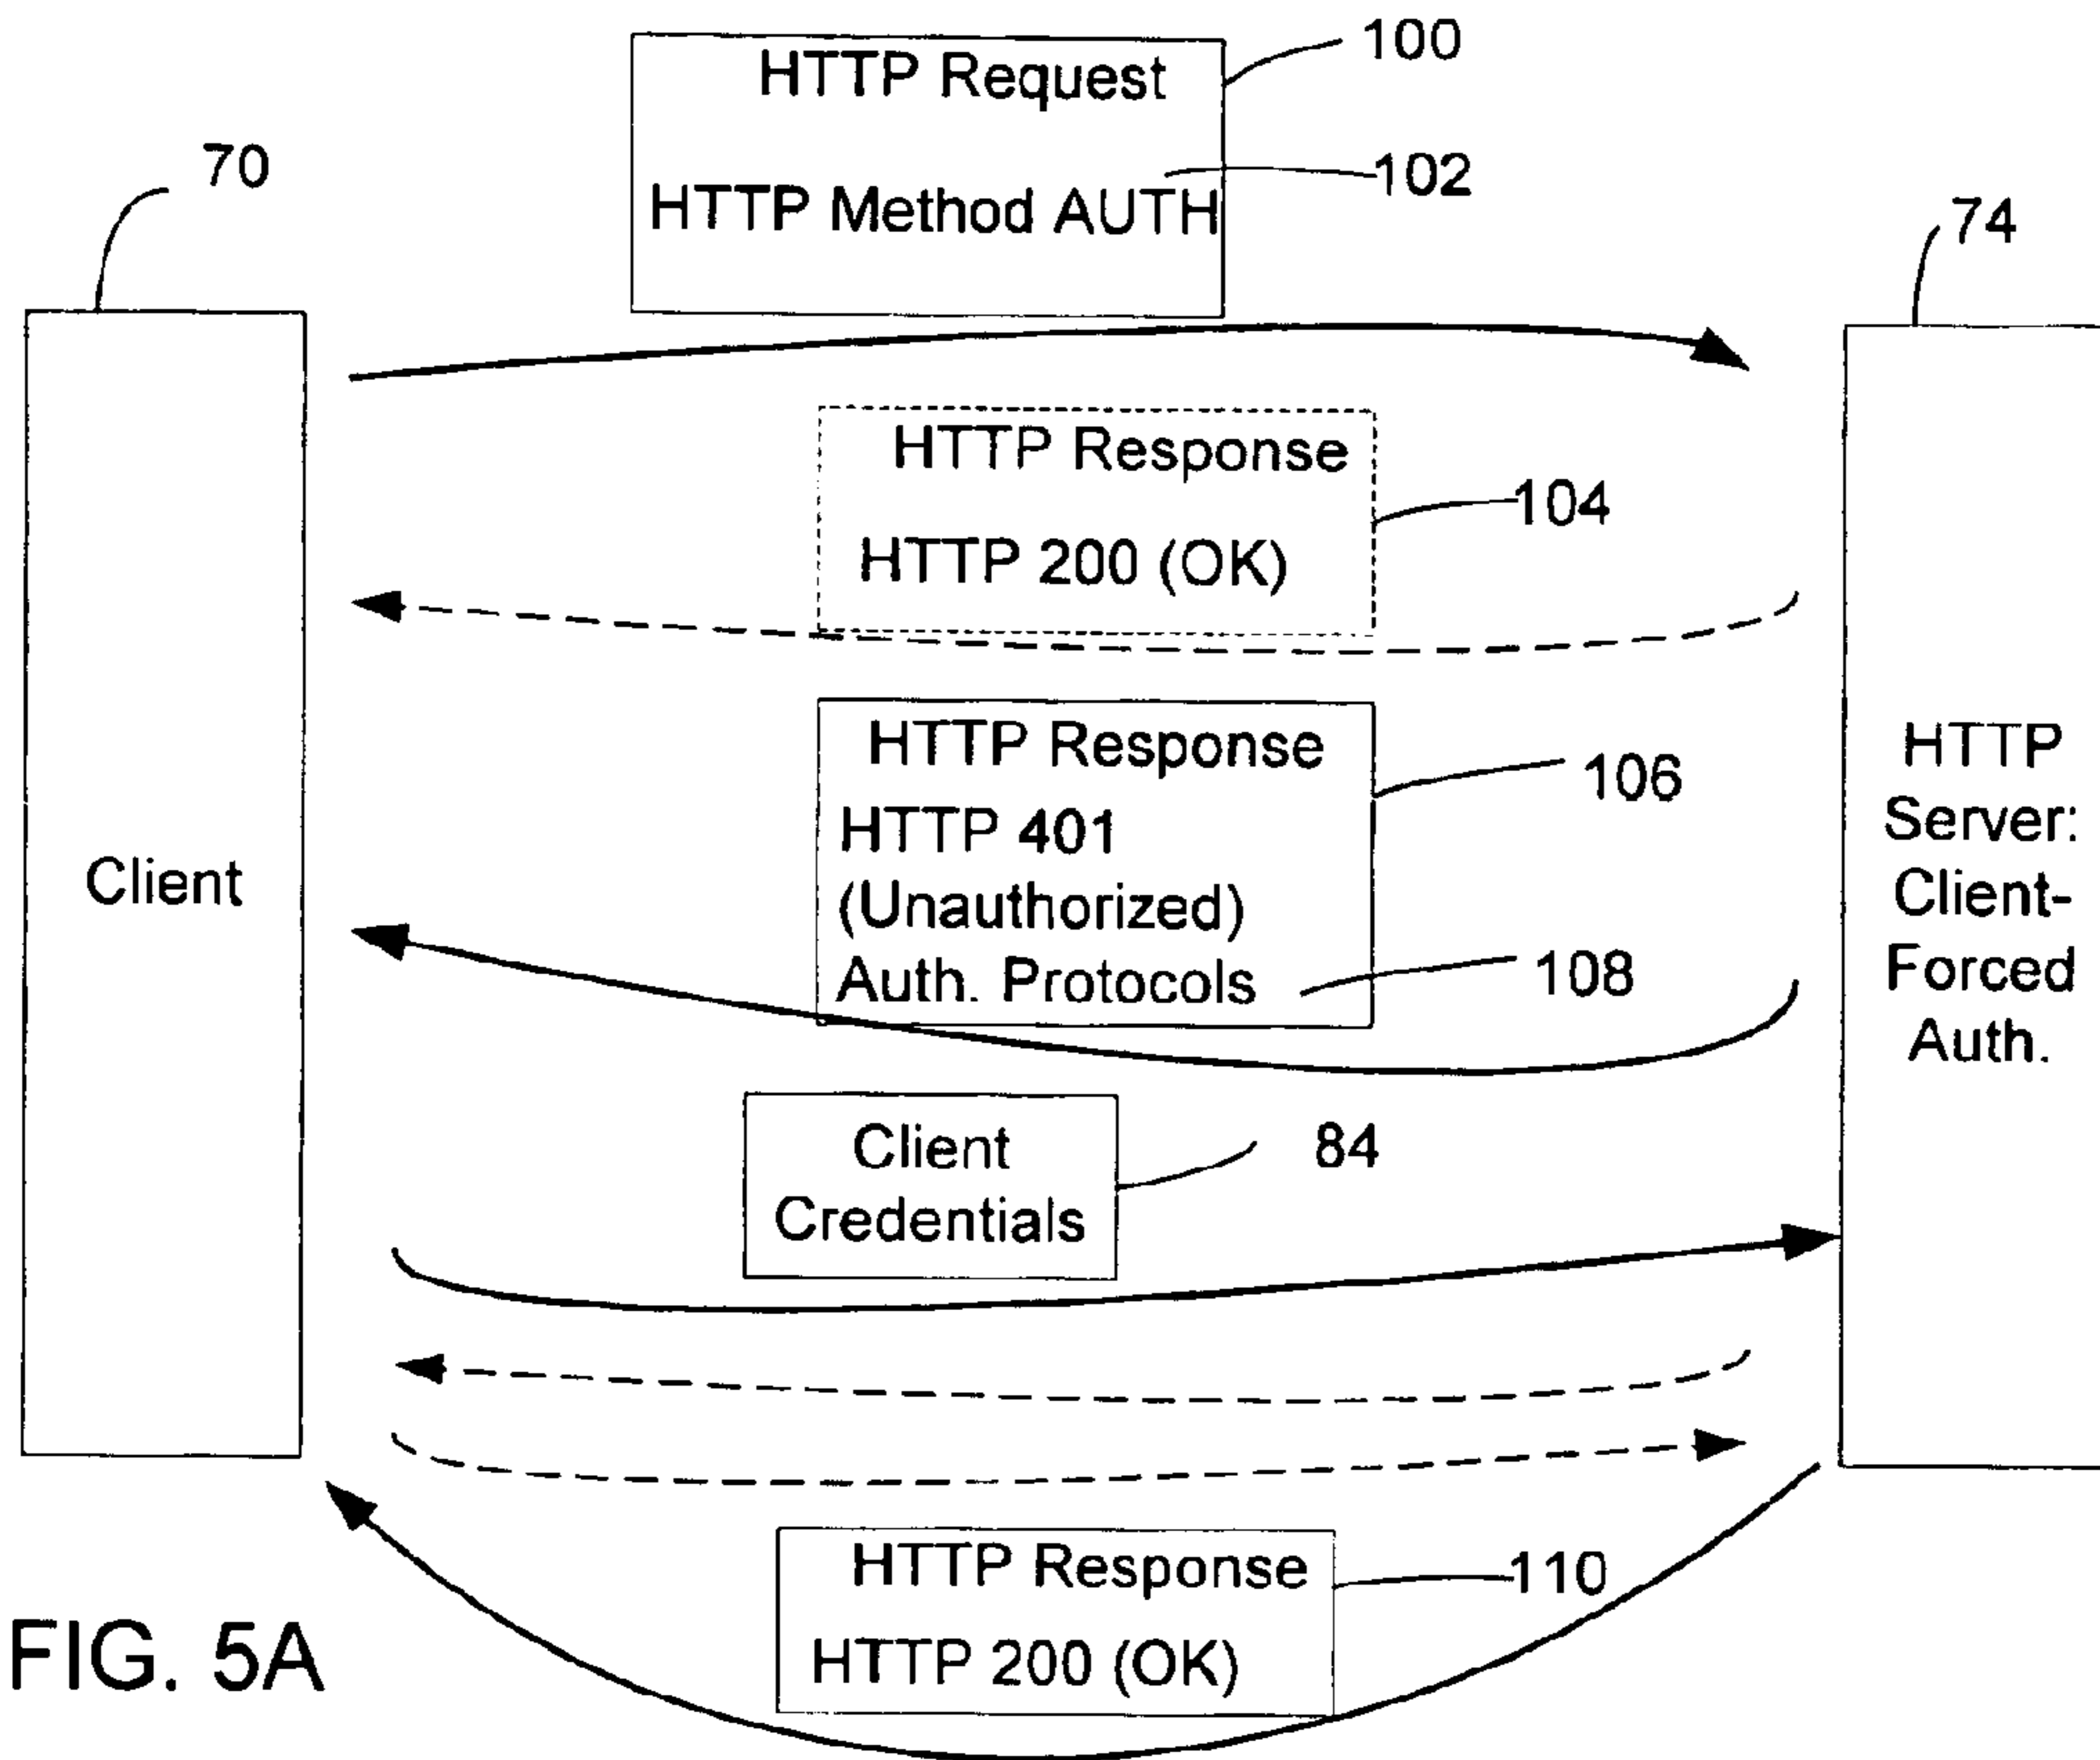 100
HTTP Request
102
HTTP Method AUTH
70
74
HTTP Response
104
HTTP 200 (OK)
HTTP Response
106
HTTP 401
(Unauthorized)
Auth. Protocols
108
Client
HTTP
Server:
Client-
Forced
Auth.
Client
84
Credentials
HTTP Response
110
HTTP 200 (OK)
FIG. 5A